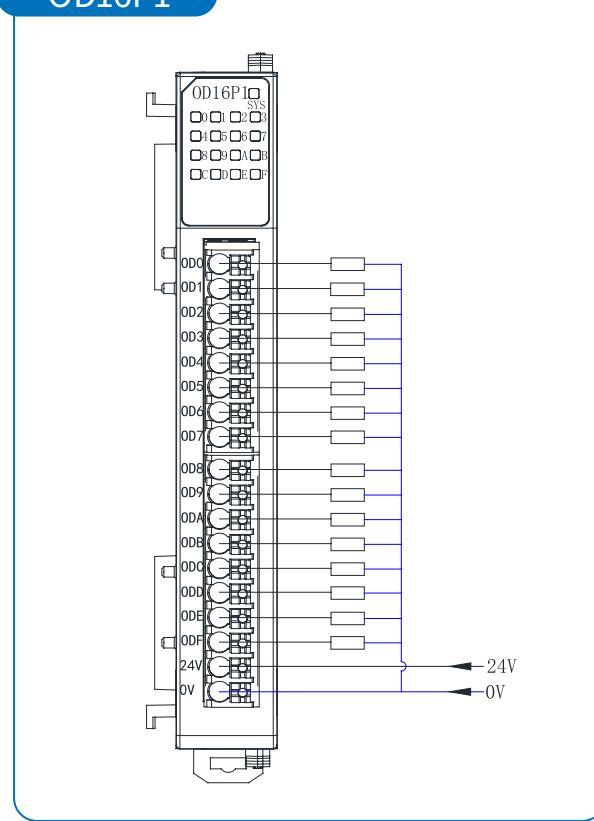 OD16P1
OD16P1
SYS
0 1 2 3
4 5 6 7
8 9 A B
C D E F
OD0
OD1
OD2
OD3
OD4
OD5
OD6
OD7
OD8
OD9
ODA
ODB
ODC
ODD
ODE
ODF
24V 24V
0V 0V